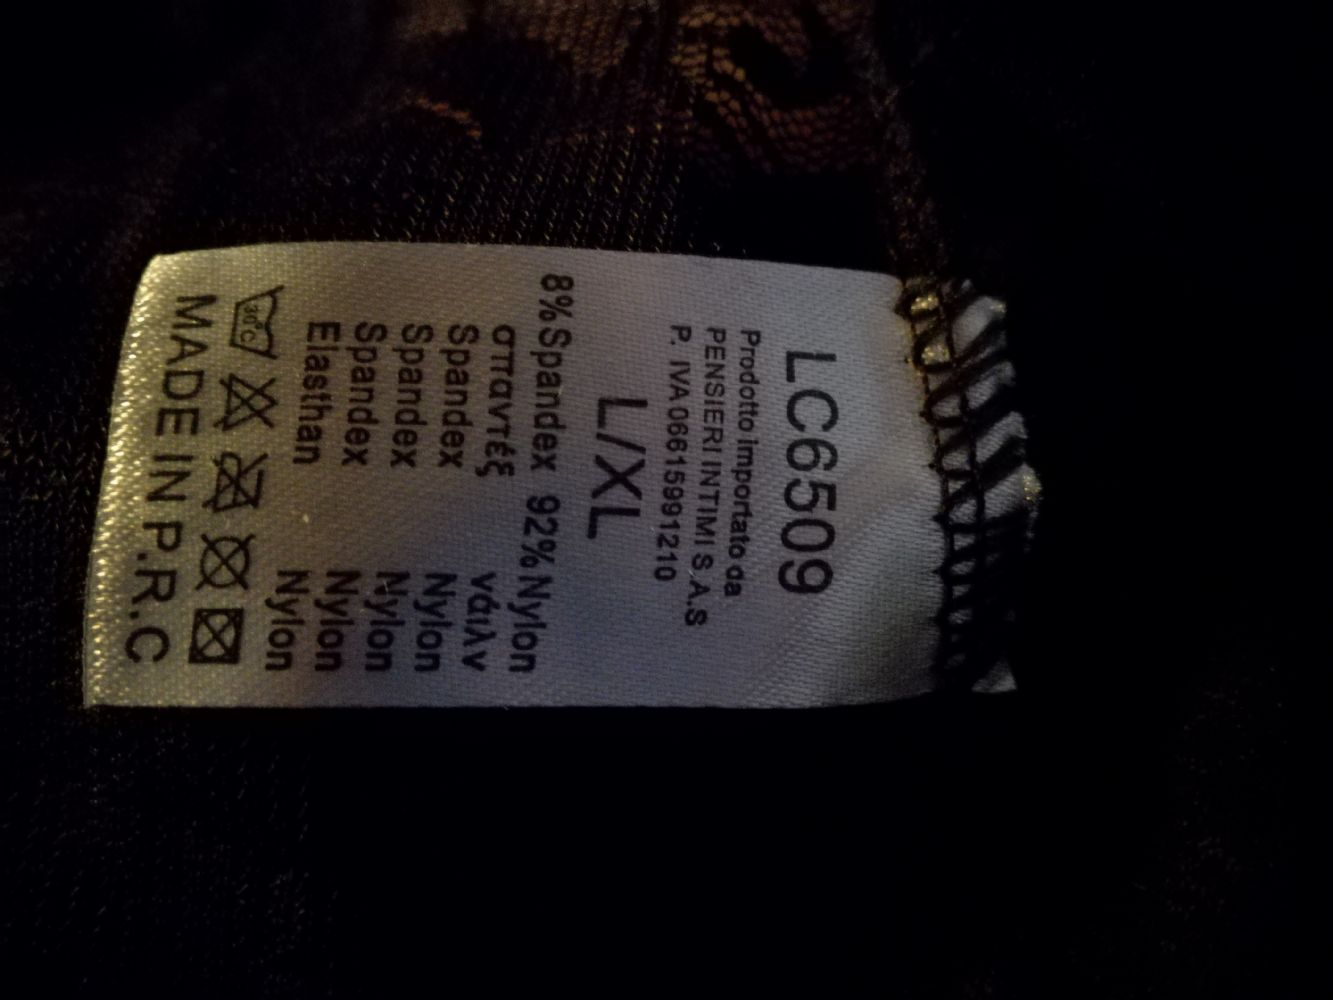 LC6509
Prodotto importato da
PENSIERI INTIMI S.A.S
P. IVA 06615991210
L/XL
8%Spandex 92%Nylon
σπαντέξ νάιλν
Spandex Nylon
Spandex Nylon
Spandex Nylon
Elasthan Nylon
30°C
MADE IN P.R.C